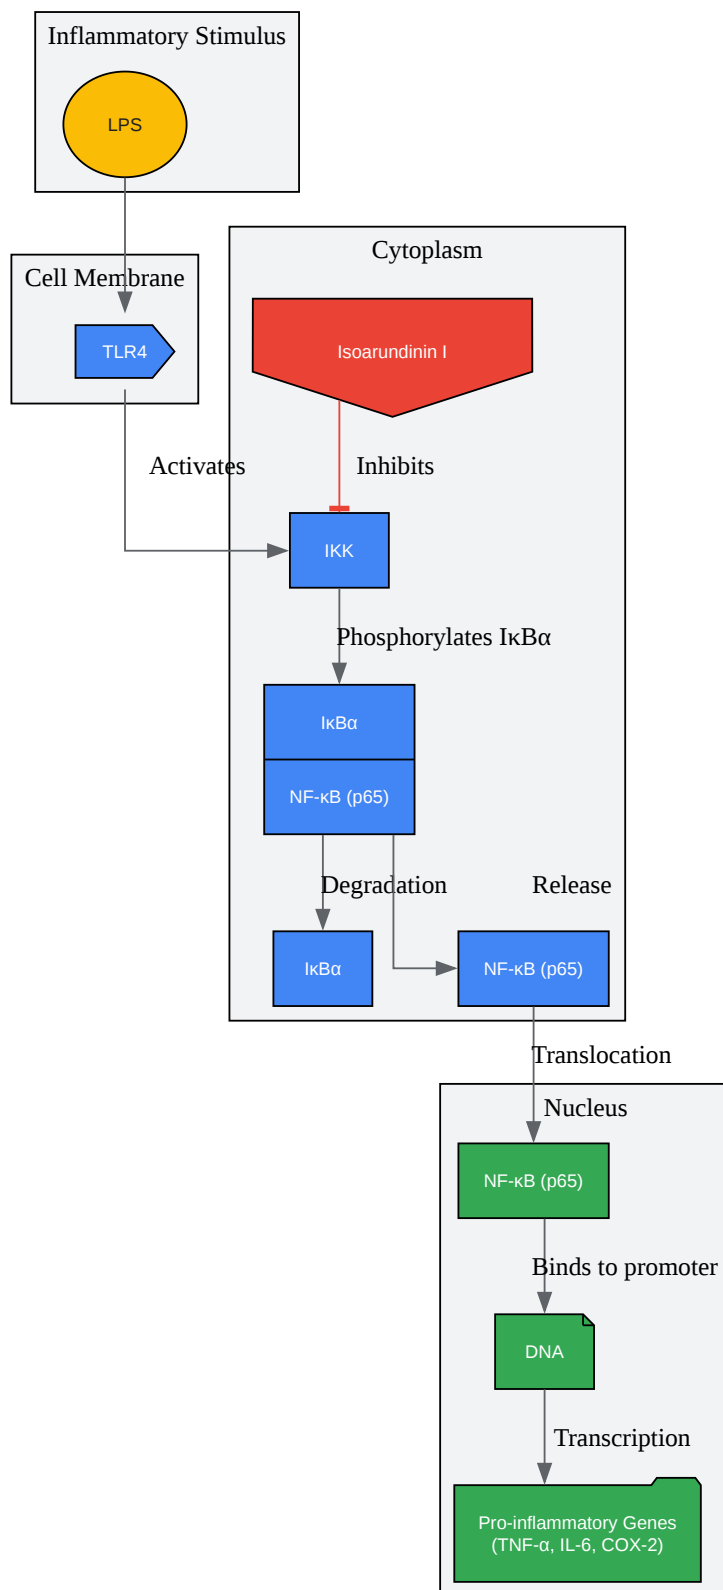 Inflammatory Stimulus
LPS
Cell Membrane
TLR4
Cytoplasm
Isoarundinin I
Activates
Inhibits
IKK
Phosphorylates IκBα
IκBα
NF-κB (p65)
Degradation
Release
IκBα
NF-κB (p65)
Translocation
Nucleus
NF-κB (p65)
Binds to promoter
DNA
Transcription
Pro-inflammatory Genes
(TNF-α, IL-6, COX-2)